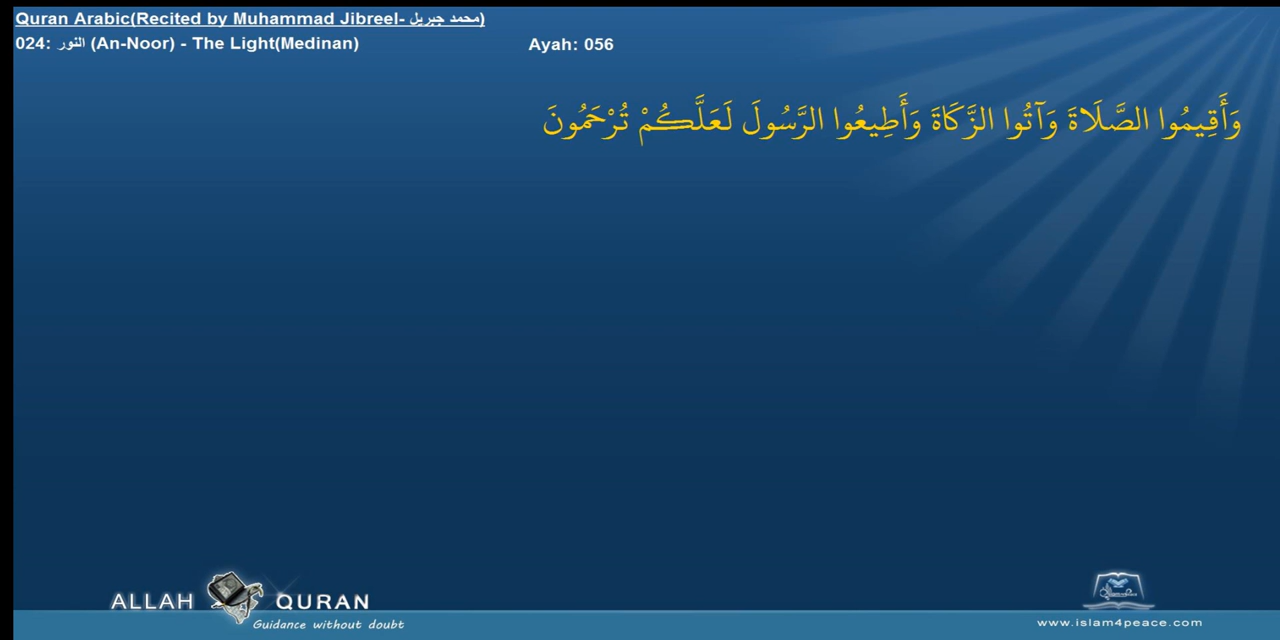 Quran Arabic(Recited by Muhammad Jibreel- محمد جبريل)
024: النور (An-Noor) - The Light(Medinan)
Ayah: 056
وَأَقِيمُوا الصَّلَاةَ وَآتُوا الزَّكَاةَ وَأَطِيعُوا الرَّسُولَ لَعَلَّكُمْ تُرْحَمُونَ
ALLAH QURAN
Guidance without doubt
www.islam4peace.com